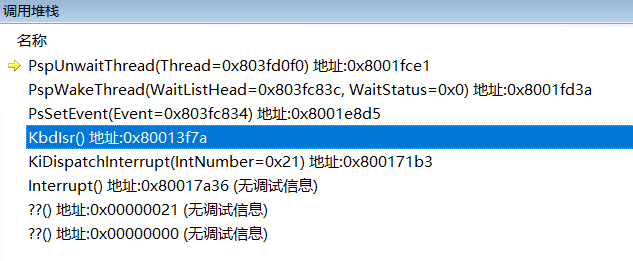 调用堆栈
名称
PspUnwaitThread(Thread=0x803fd0f0) 地址:0x8001fce1
PspWakeThread(WaitListHead=0x803fc83c, WaitStatus=0x0) 地址:0x8001fd3a
PsSetEvent(Event=0x803fc834) 地址:0x8001e8d5
KbdIsr() 地址:0x80013f7a
KiDispatchInterrupt(IntNumber=0x21) 地址:0x800171b3
Interrupt() 地址:0x80017a36 (无调试信息)
??() 地址:0x00000021 (无调试信息)
??() 地址:0x00000000 (无调试信息)